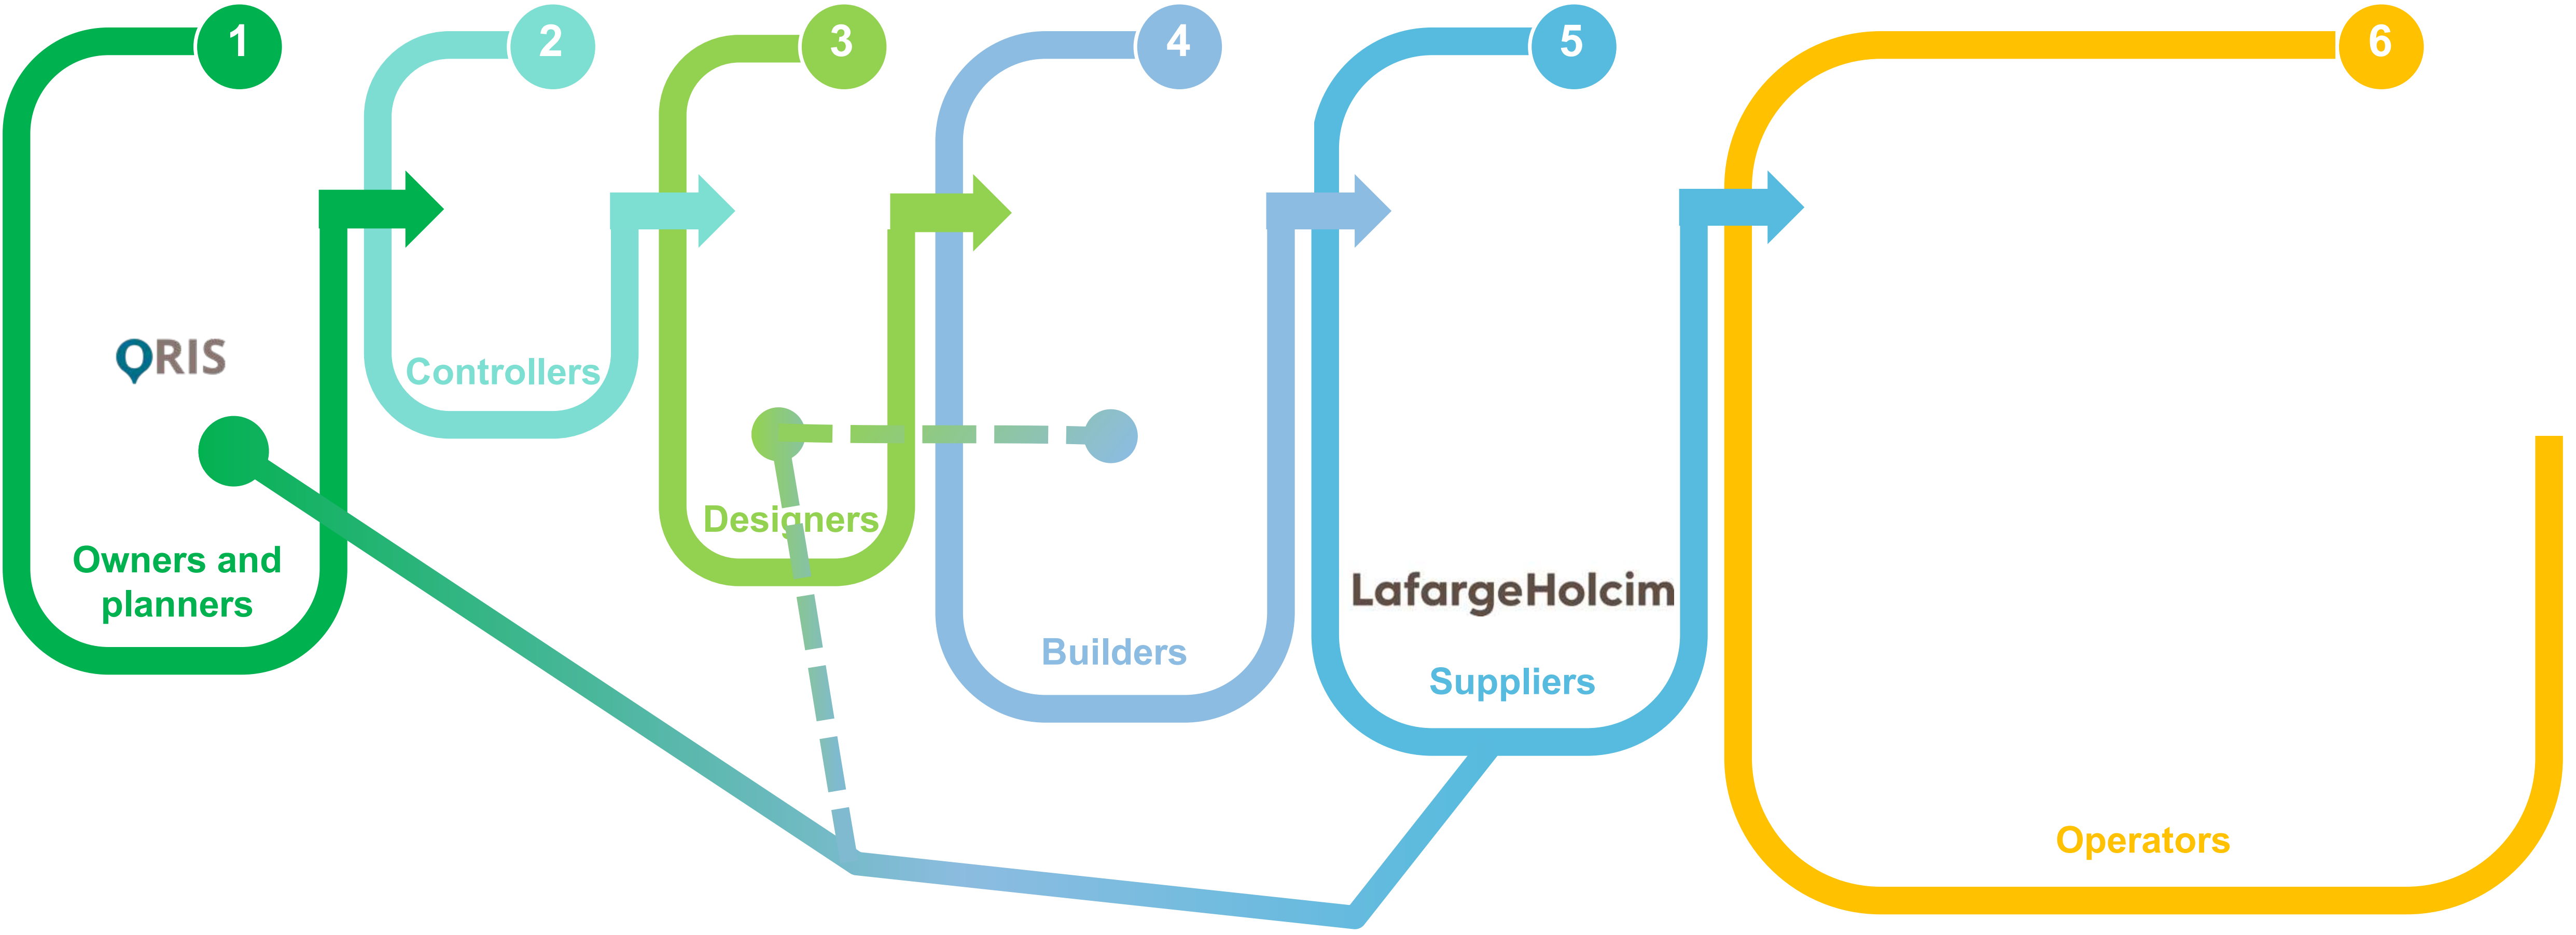 1
2
3
4
5
6
ORIS
Controllers
Designers
Owners and
planners
LafargeHolcim
Builders
Suppliers
Operators